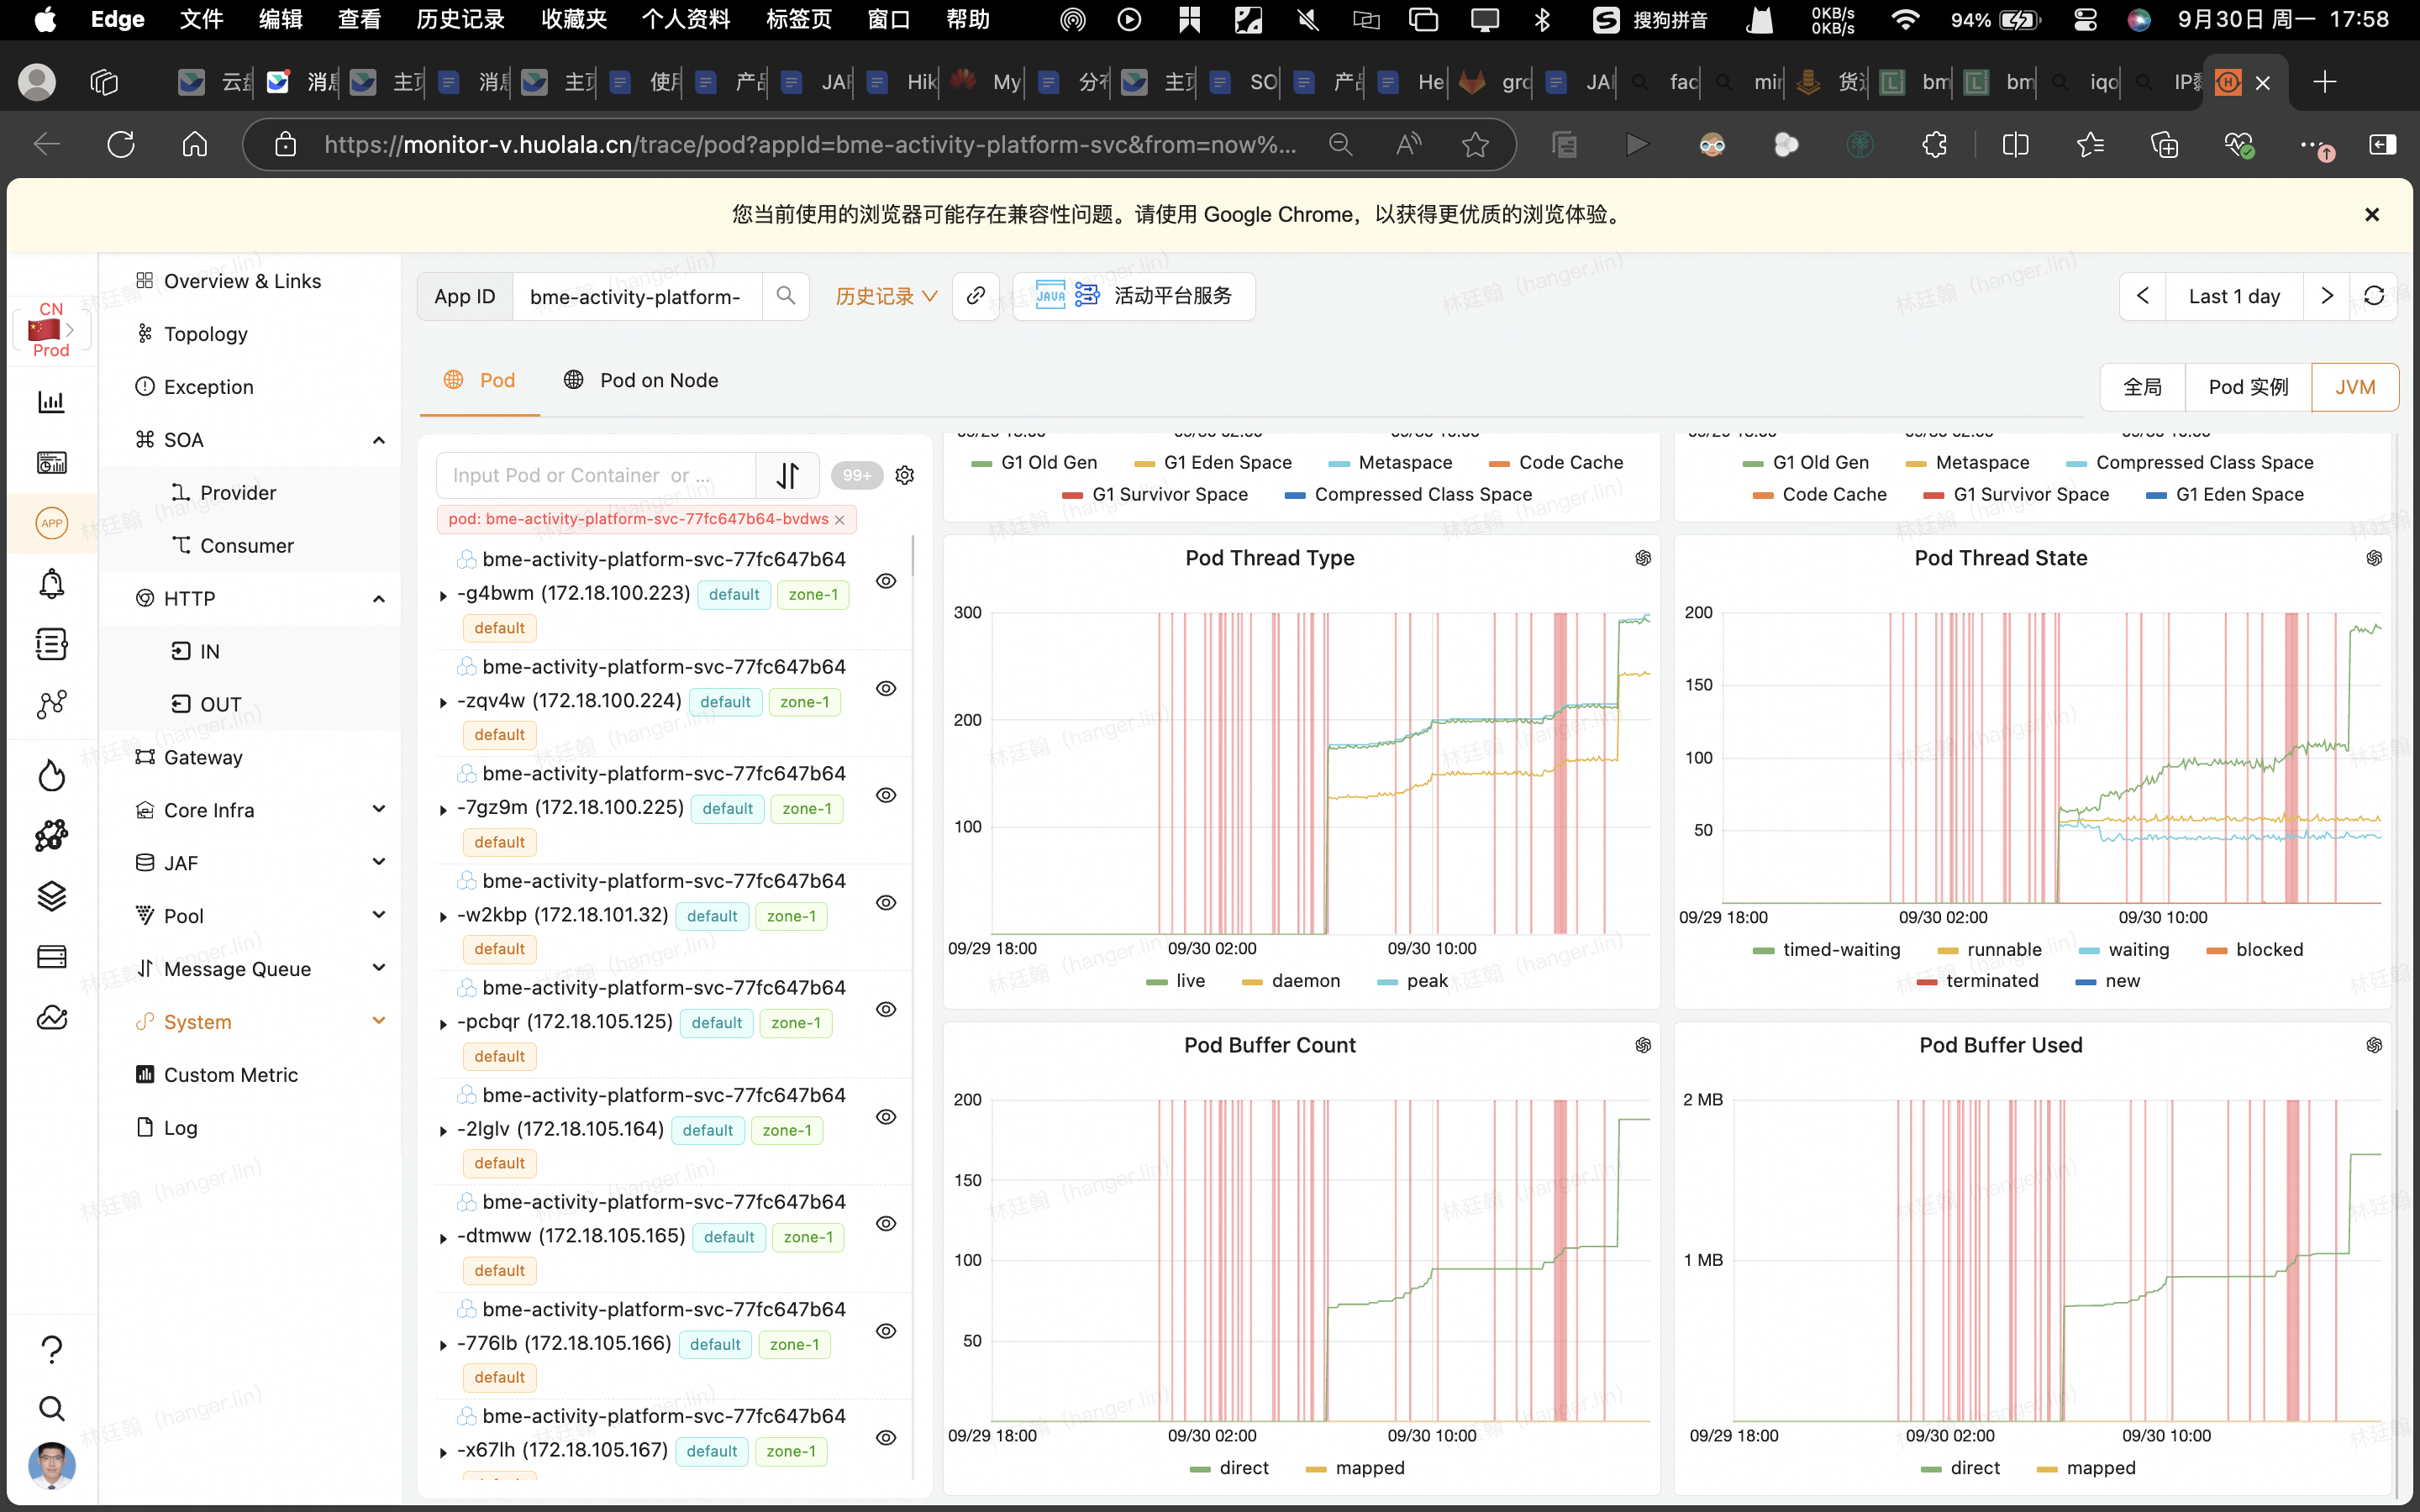 Edge 文件 编辑 查看 历史记录 收藏夹 个人资料 标签页 窗口 帮助 搜狗拼音 0KB/s 0KB/s 94% 9月30日 周一 17:58
云盘 消息 主页 消息 主页 使用 产品 JAF Hik My 分布 主页 SO 产品 He grc JAF fac mir 货运 bm bm iqo IP
https://monitor-v.huolala.cn/trace/pod?appId=bme-activity-platform-svc&from=now%...
您当前使用的浏览器可能存在兼容性问题。请使用 Google Chrome，以获得更优质的浏览体验。
CN
Prod
APP
Overview & Links
Topology
Exception
SOA
Provider
Consumer
HTTP
IN
OUT
Gateway
Core Infra
JAF
Pool
Message Queue
System
Custom Metric
Log
App ID bme-activity-platform- 历史记录 JAVA 活动平台服务 Last 1 day
Pod Pod on Node 全局 Pod 实例 JVM
Input Pod or Container or ... 99+
pod: bme-activity-platform-svc-77fc647b64-bvdws
bme-activity-platform-svc-77fc647b64
-g4bwm (172.18.100.223) default zone-1
default
bme-activity-platform-svc-77fc647b64
-zqv4w (172.18.100.224) default zone-1
default
bme-activity-platform-svc-77fc647b64
-7gz9m (172.18.100.225) default zone-1
default
bme-activity-platform-svc-77fc647b64
-w2kbp (172.18.101.32) default zone-1
default
bme-activity-platform-svc-77fc647b64
-pcbqr (172.18.105.125) default zone-1
default
bme-activity-platform-svc-77fc647b64
-2lglv (172.18.105.164) default zone-1
default
bme-activity-platform-svc-77fc647b64
-dtmww (172.18.105.165) default zone-1
default
bme-activity-platform-svc-77fc647b64
-776lb (172.18.105.166) default zone-1
default
bme-activity-platform-svc-77fc647b64
-x67lh (172.18.105.167) default zone-1
G1 Old Gen G1 Eden Space Metaspace Code Cache
G1 Survivor Space Compressed Class Space
G1 Old Gen Metaspace Compressed Class Space
Code Cache G1 Survivor Space G1 Eden Space
Pod Thread Type
300
200
100
09/29 18:00 09/30 02:00 09/30 10:00
live daemon peak
Pod Thread State
200
150
100
50
09/29 18:00 09/30 02:00 09/30 10:00
timed-waiting runnable waiting blocked
terminated new
Pod Buffer Count
200
150
100
50
09/29 18:00 09/30 02:00 09/30 10:00
direct mapped
Pod Buffer Used
2 MB
1 MB
09/29 18:00 09/30 02:00 09/30 10:00
direct mapped
林廷翰（hanger.lin）